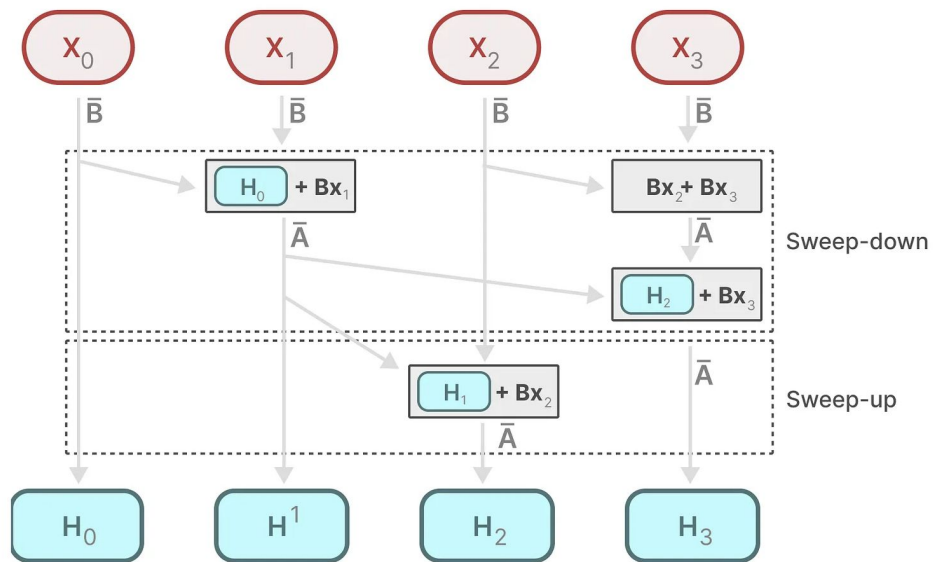 X₀ X₁ X₂ X₃
B̄ B̄ B̄ B̄
H₀ + Bx₁
Bx₂+ Bx₃
Ā Ā
Sweep-down
H₂ + Bx₃
Ā
H₁ + Bx₂
Sweep-up
Ā
H₀ H¹ H₂ H₃